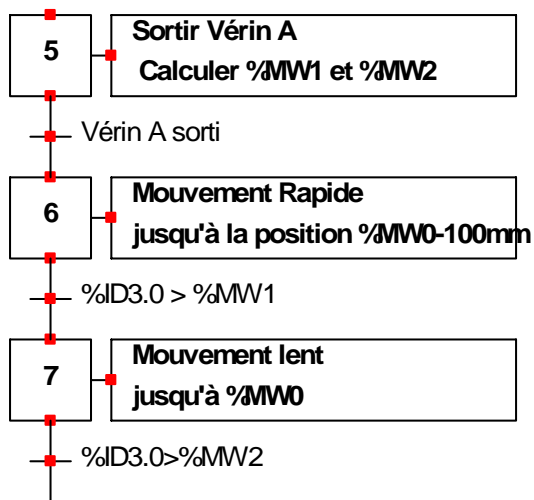 5
Sortir Vérin A
Calculer %MW1 et %MW2
Vérin A sorti
6
Mouvement Rapide
jusqu'à la position %MW0-100mm
%ID3.0 > %MW1
7
Mouvement lent
jusqu'à %MW0
%ID3.0>%MW2